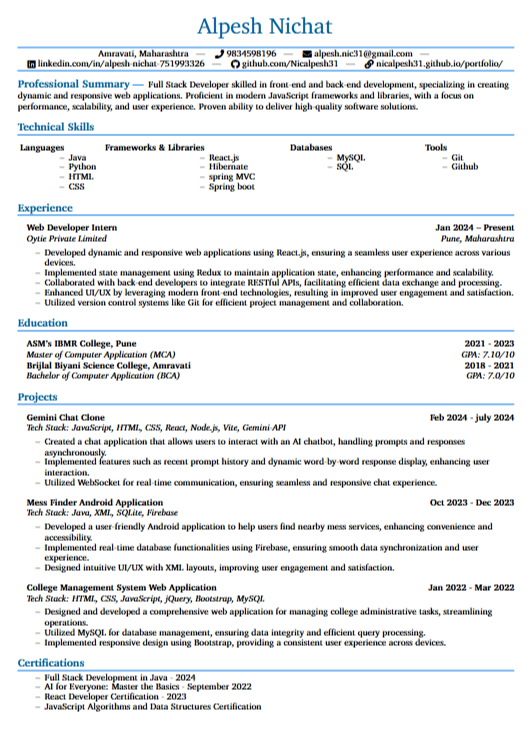 Alpesh Nichat
Amravati, Maharashtra — 9834598196 — alpesh.nic31@gmail.com —
linkedin.com/in/alpesh-nichat-751993326 — github.com/Nicalpesh31 — nicalpesh31.github.io/portfolio/
Professional Summary — Full Stack Developer skilled in front-end and back-end development, specializing in creating
dynamic and responsive web applications. Proficient in modern JavaScript frameworks and libraries, with a focus on
performance, scalability, and user experience. Proven ability to deliver high-quality software solutions.
Technical Skills
Languages Frameworks & Libraries Databases Tools
– Java – React.js – MySQL – Git
– Python – Hibernate – SQL – Github
– HTML – spring MVC
– CSS – Spring boot
Experience
Web Developer Intern Jan 2024 – Present
Oytie Private Limited Pune, Maharashtra
– Developed dynamic and responsive web applications using React.js, ensuring a seamless user experience across various
devices.
– Implemented state management using Redux to maintain application state, enhancing performance and scalability.
– Collaborated with back-end developers to integrate RESTful APIs, facilitating efficient data exchange and processing.
– Enhanced UI/UX by leveraging modern front-end technologies, resulting in improved user engagement and satisfaction.
– Utilized version control systems like Git for efficient project management and collaboration.
Education
ASM's IBMR College, Pune 2021 - 2023
Master of Computer Application (MCA) GPA: 7.10/10
Brijlal Biyani Science College, Amravati 2018 - 2021
Bachelor of Computer Application (BCA) GPA: 7.0/10
Projects
Gemini Chat Clone Feb 2024 - july 2024
Tech Stack: JavaScript, HTML, CSS, React, Node.js, Vite, Gemini-API
– Created a chat application that allows users to interact with an AI chatbot, handling prompts and responses
asynchronously.
– Implemented features such as recent prompt history and dynamic word-by-word response display, enhancing user
interaction.
– Utilized WebSocket for real-time communication, ensuring seamless and responsive chat experience.
Mess Finder Android Application Oct 2023 - Dec 2023
Tech Stack: Java, XML, SQLite, Firebase
– Developed a user-friendly Android application to help users find nearby mess services, enhancing convenience and
accessibility.
– Implemented real-time database functionalities using Firebase, ensuring smooth data synchronization and user
experience.
– Designed intuitive UI/UX with XML layouts, improving user engagement and satisfaction.
College Management System Web Application Jan 2022 - Mar 2022
Tech Stack: HTML, CSS, JavaScript, jQuery, Bootstrap, MySQL
– Designed and developed a comprehensive web application for managing college administrative tasks, streamlining
operations.
– Utilized MySQL for database management, ensuring data integrity and efficient query processing.
– Implemented responsive design using Bootstrap, providing a consistent user experience across devices.
Certifications
– Full Stack Development in Java - 2024
– AI for Everyone: Master the Basics - September 2022
– React Developer Certification - 2023
– JavaScript Algorithms and Data Structures Certification